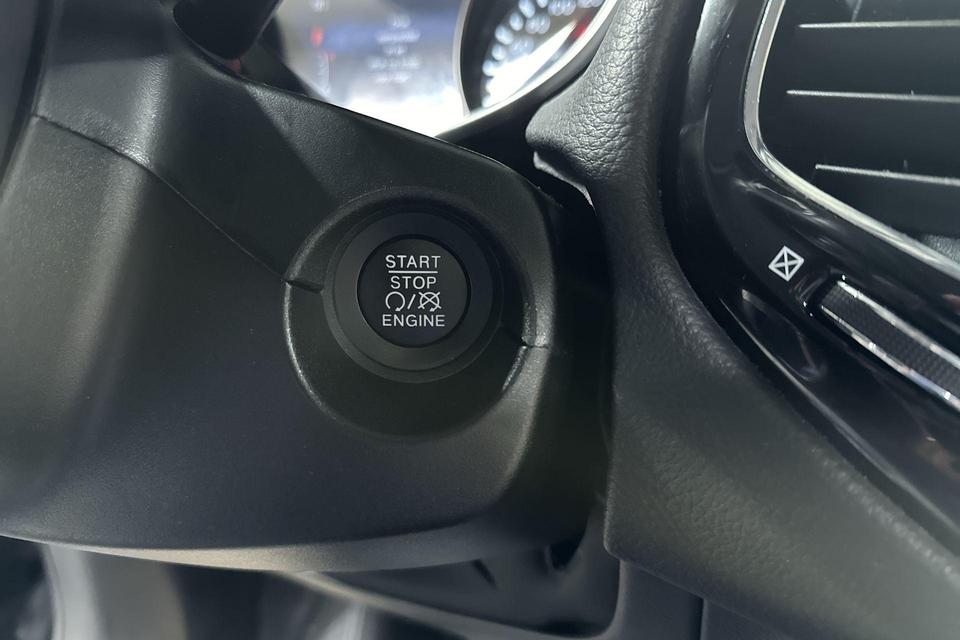 START
STOP
/
ENGINE